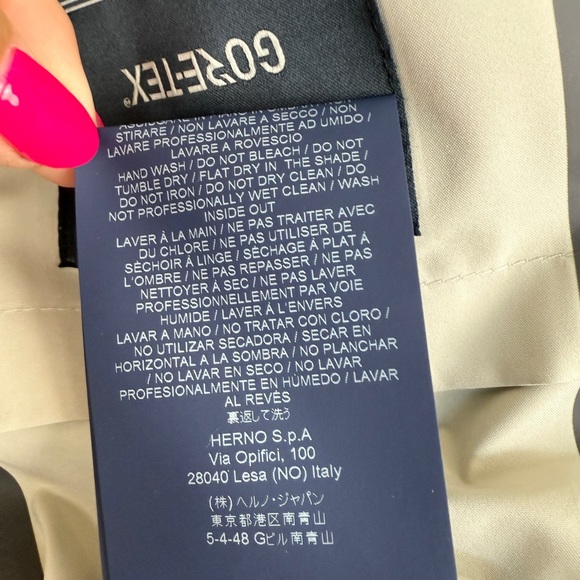 GORE-TEX®
STIRARE / NON LAVARE A SECCO / NON
LAVARE PROFESSIONALMENTE AD UMIDO /
LAVARE A ROVESCIO
HAND WASH / DO NOT BLEACH / DO NOT
TUMBLE DRY / FLAT DRY IN THE SHADE /
DO NOT IRON / DO NOT DRY CLEAN / DO
NOT PROFESSIONALLY WET CLEAN / WASH
INSIDE OUT
LAVER À LA MAIN / NE PAS TRAITER AVEC
DU CHLORE / NE PAS UTILISER DE
SÉCHOIR À LINGE / SÉCHAGE À PLAT À
L'OMBRE / NE PAS REPASSER / NE PAS
NETTOYER À SEC / NE PAS LAVER
PROFESSIONNELLEMENT PAR VOIE
HUMIDE / LAVER À L'ENVERS
LAVAR A MANO / NO TRATAR CON CLORO /
NO UTILIZAR SECADORA / SECAR EN
HORIZONTAL A LA SOMBRA / NO PLANCHAR
/ NO LAVAR EN SECO / NO LAVAR
PROFESIONALMENTE EN HÚMEDO / LAVAR
AL REVÉS
裏返して洗う
HERNO S.p.A
Via Opifici, 100
28040 Lesa (NO) Italy
(株)ヘルノ・ジャパン
東京都港区南青山
5-4-48 Gビル南青山